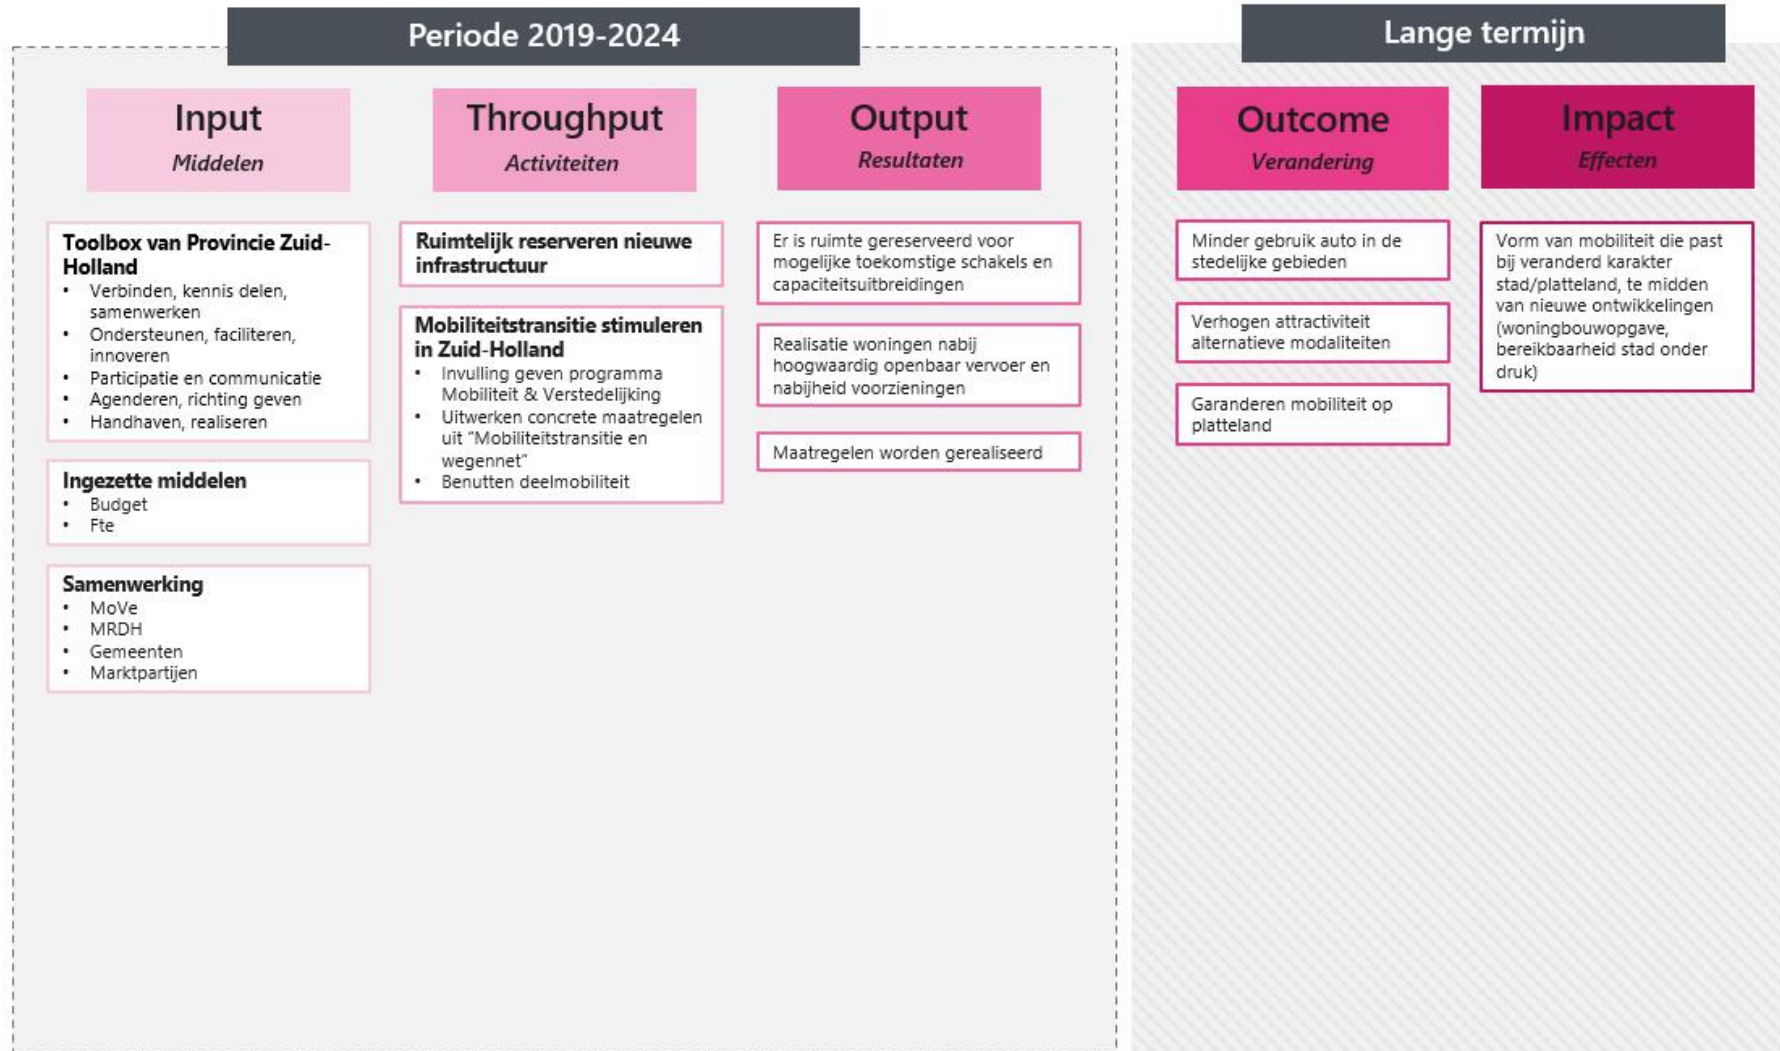 Periode 2019-2024
Input
Middelen
Toolbox van Provincie Zuid-
Holland
• Verbinden, kennis delen,
samenwerken
• Ondersteunen, faciliteren,
innoveren
• Participatie en communicatie
• Agenderen, richting geven
• Handhaven, realiseren
Ingezette middelen
• Budget
• Fte
Samenwerking
• MoVe
• MRDH
• Gemeenten
• Marktpartijen
Throughput
Activiteiten
Ruimtelijk reserveren nieuwe
infrastructuur
Mobiliteitstransitie stimuleren
in Zuid-Holland
• Invulling geven programma
Mobiliteit & Verstedelijking
• Uitwerken concrete maatregelen
uit “Mobiliteitstransitie en
wegennet”
• Benutten deelmobiliteit
Output
Resultaten
Er is ruimte gereserveerd voor
mogelijke toekomstige schakels en
capaciteitsuitbreidingen
Realisatie woningen nabij
hoogwaardig openbaar vervoer en
nabijheid voorzieningen
Maatregelen worden gerealiseerd
Lange termijn
Outcome
Verandering
Minder gebruik auto in de
stedelijke gebieden
Verhogen attractiviteit
alternatieve modaliteiten
Garanderen mobiliteit op
platteland
Impact
Effecten
Vorm van mobiliteit die past
bij veranderd karakter
stad/platteland, te midden
van nieuwe ontwikkelingen
(woningbouwopgave,
bereikbaarheid stad onder
druk)